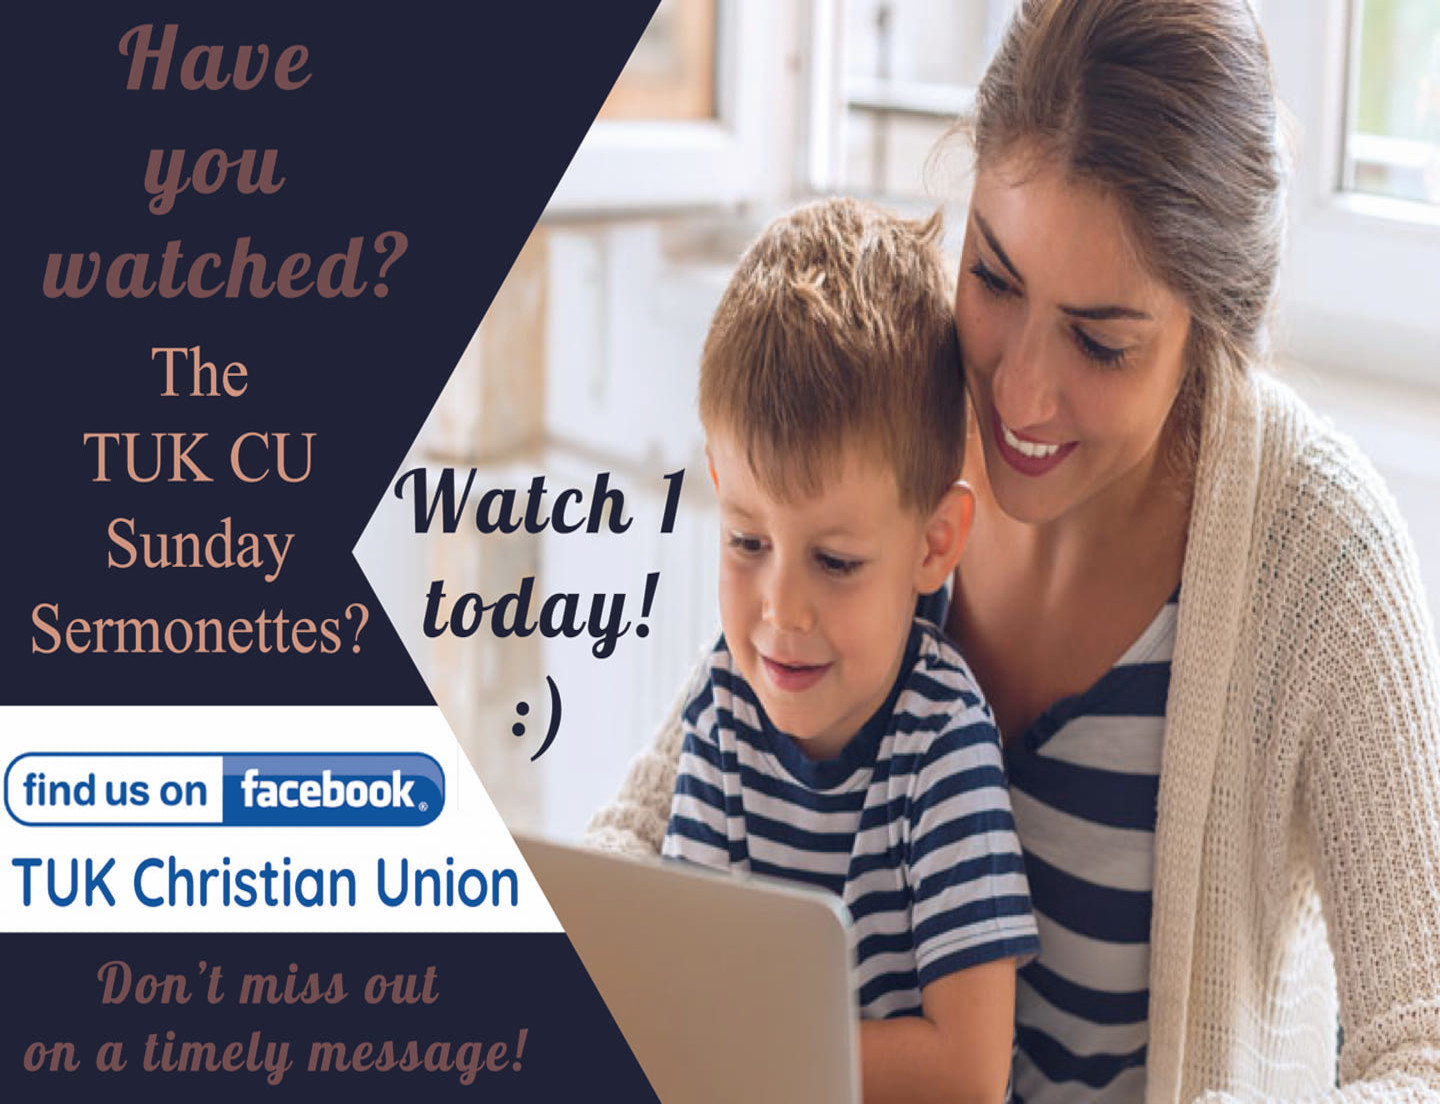 Have
you
watched?
The
TUK CU
Sunday
Sermonettes?
Watch 1
today!
:)
find us on facebook®
TUK Christian Union
Don't miss out
on a timely message!